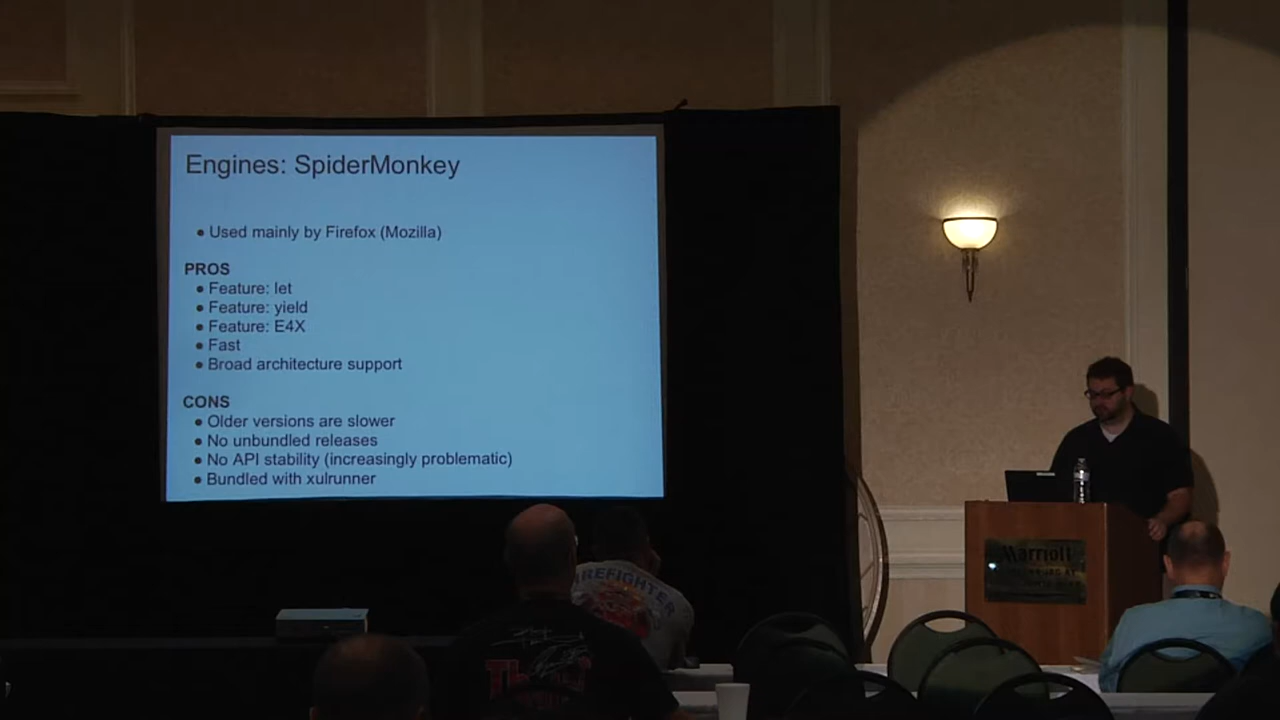 Engines: SpiderMonkey
● Used mainly by Firefox (Mozilla)
PROS
● Feature: let
● Feature: yield
● Feature: E4X
● Fast
● Broad architecture support
CONS
● Older versions are slower
● No unbundled releases
● No API stability (increasingly problematic)
● Bundled with xulrunner
FIREFIGHTER
Marriott